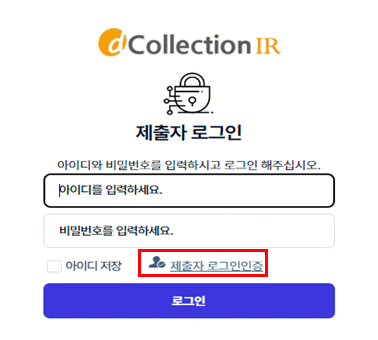 dCollection IR
제출자 로그인
아이디와 비밀번호를 입력하시고 로그인 해주십시오.
아이디를 입력하세요.
비밀번호를 입력하세요.
아이디 저장 제출자 로그인인증
로그인